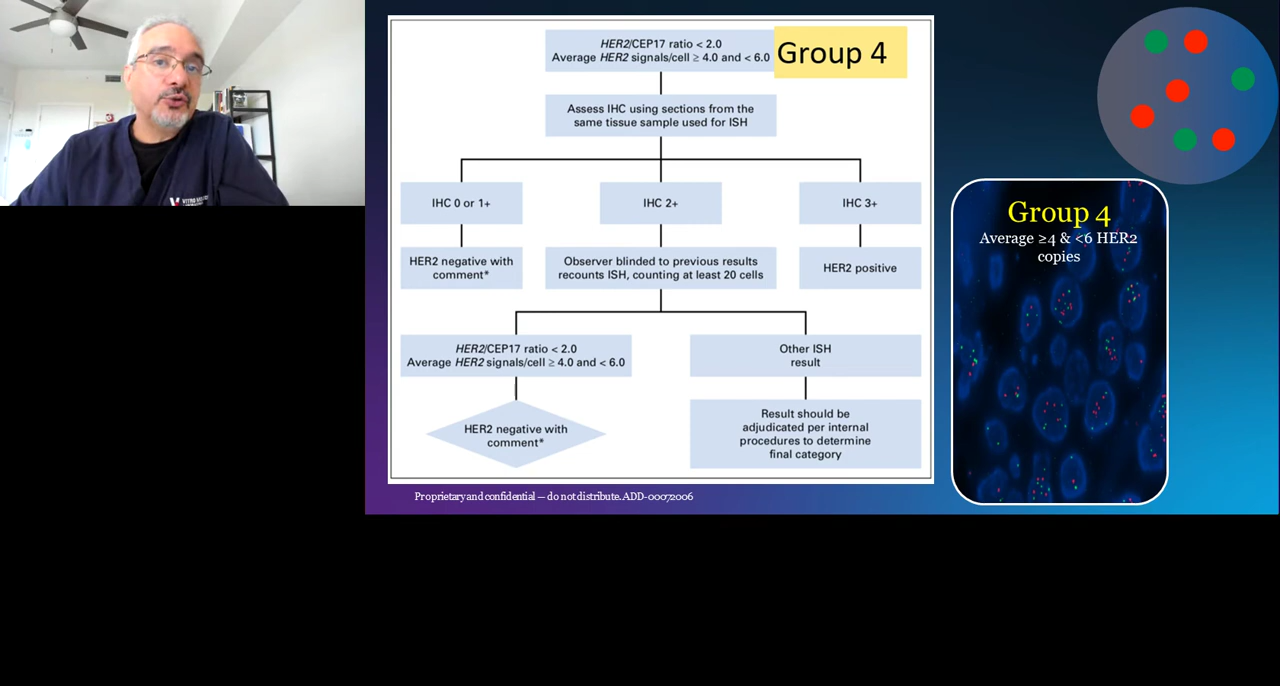 HER2/CEP17 ratio < 2.0
Average HER2 signals/cell ≥ 4.0 and < 6.0
Group 4
Assess IHC using sections from the
same tissue sample used for ISH
IHC 0 or 1+
IHC 2+
IHC 3+
HER2 negative with
comment*
Observer blinded to previous results
recounts ISH, counting at least 20 cells
HER2 positive
HER2/CEP17 ratio < 2.0
Average HER2 signals/cell ≥ 4.0 and < 6.0
Other ISH
result
HER2 negative with
comment*
Result should be
adjudicated per internal
procedures to determine
final category
Proprietary and confidential — do not distribute. ADD-00072006
Group 4
Average ≥4 & <6 HER2
copies